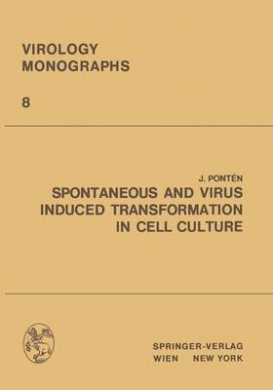 VIROLOGY
MONOGRAPHS
8
J. PONTÉN
SPONTANEOUS AND VIRUS
INDUCED TRANSFORMATION
IN CELL CULTURE
SPRINGER-VERLAG
WIEN NEW YORK